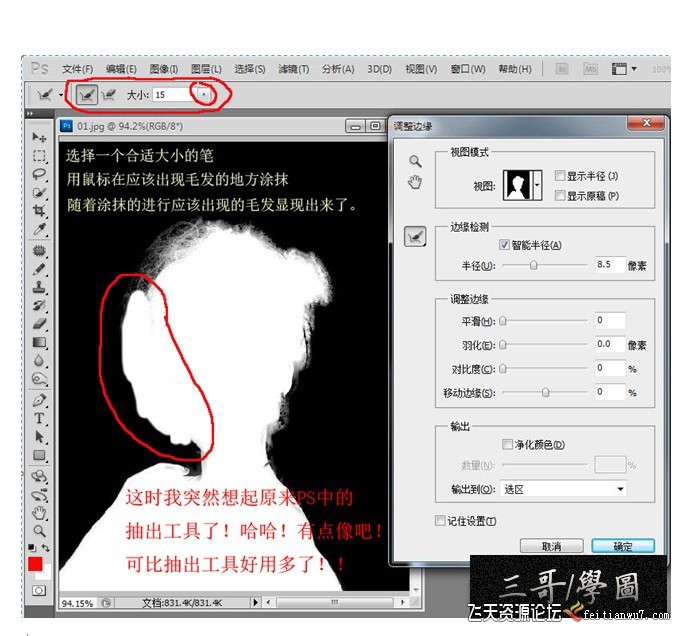 Ps 文件(F) 编辑(E) 图像(I) 图层(L) 选择(S) 滤镜(T) 分析(A) 3D(D) 视图(V) 窗口(W) 帮助(H) Br Mb 100%
大小: 15
Ps 01.jpg @ 94.2%(RGB/8*)
选择一个合适大小的笔
用鼠标在应该出现毛发的地方涂抹
随着涂抹的进行应该出现的毛发显现出来了。
这时我突然想起原来PS中的
抽出工具了！哈哈！有点像吧！
可比抽出工具好用多了！！
94.15% 文档:831.4K/831.4K
调整边缘
视图模式
视图:
显示半径(J)
显示原稿(P)
边缘检测
智能半径(A)
半径(U): 8.5 像素
调整边缘
平滑(H): 0
羽化(E): 0.0 像素
对比度(C): 0 %
移动边缘(S): 0 %
输出
净化颜色(D)
数量(N): %
输出到(O): 选区
记住设置(T)
取消 确定
三哥/學圖
飞天资源论坛 feitianwu7.com